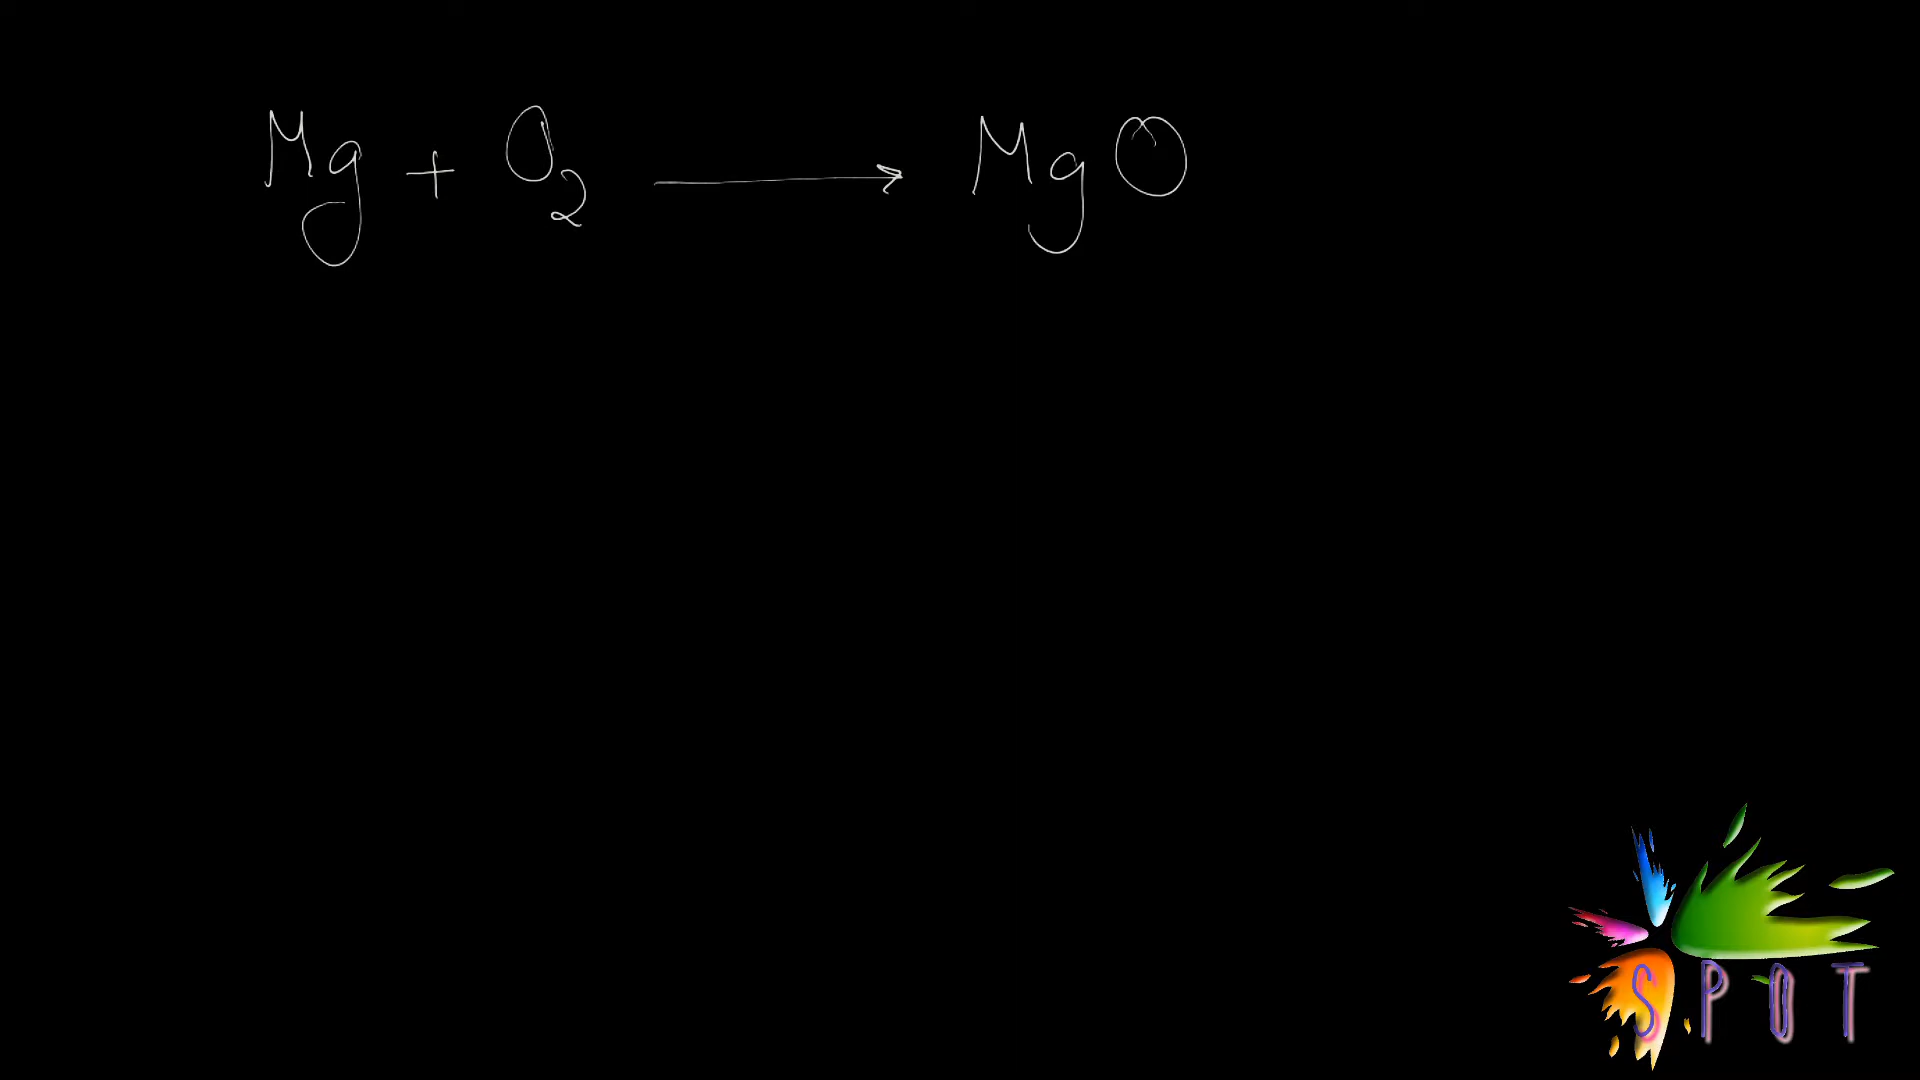 Mg + O₂ → MgO
SPOT